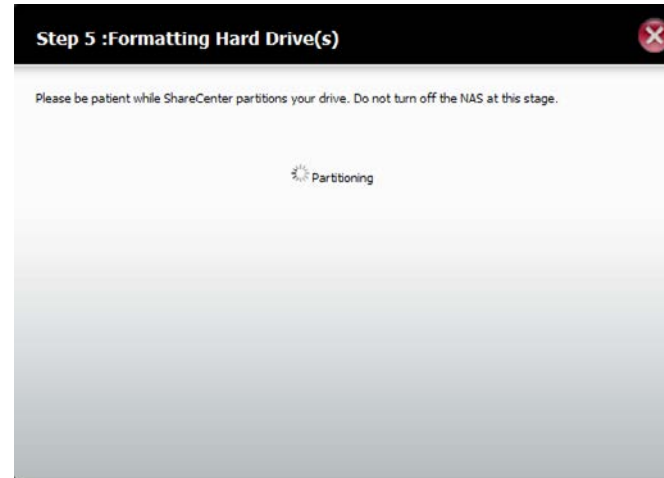 Step 5 :Formatting Hard Drive(s)
Please be patient while ShareCenter partitions your drive. Do not turn off the NAS at this stage.
Partitioning